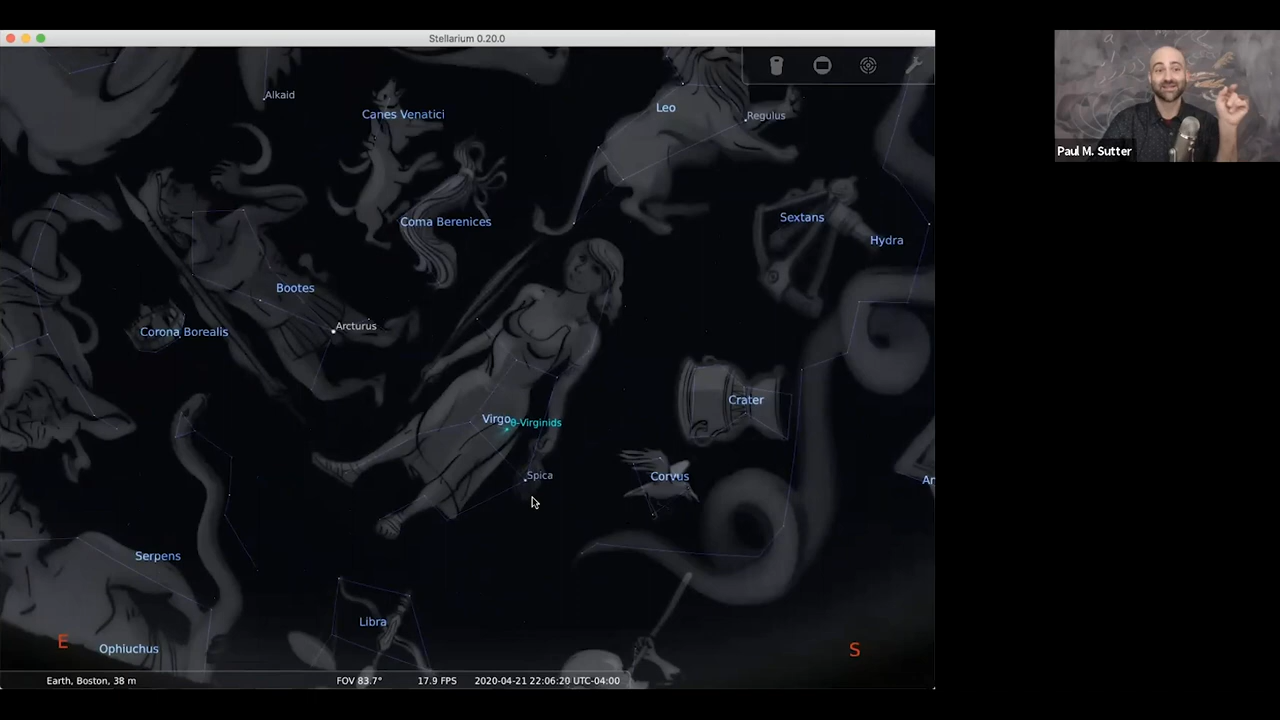 Stellarium 0.20.0
Alkaid
Canes Venatici
Leo
Regulus
Coma Berenices
Sextans
Hydra
Bootes
Arcturus
Corona Borealis
Crater
Virgo
θ-Virginids
Spica
Corvus
Ar
Serpens
Libra
E
Ophiuchus
S
Earth, Boston, 38 m FOV 83.7° 17.9 FPS 2020-04-21 22:06:20 UTC-04:00
Paul M. Sutter